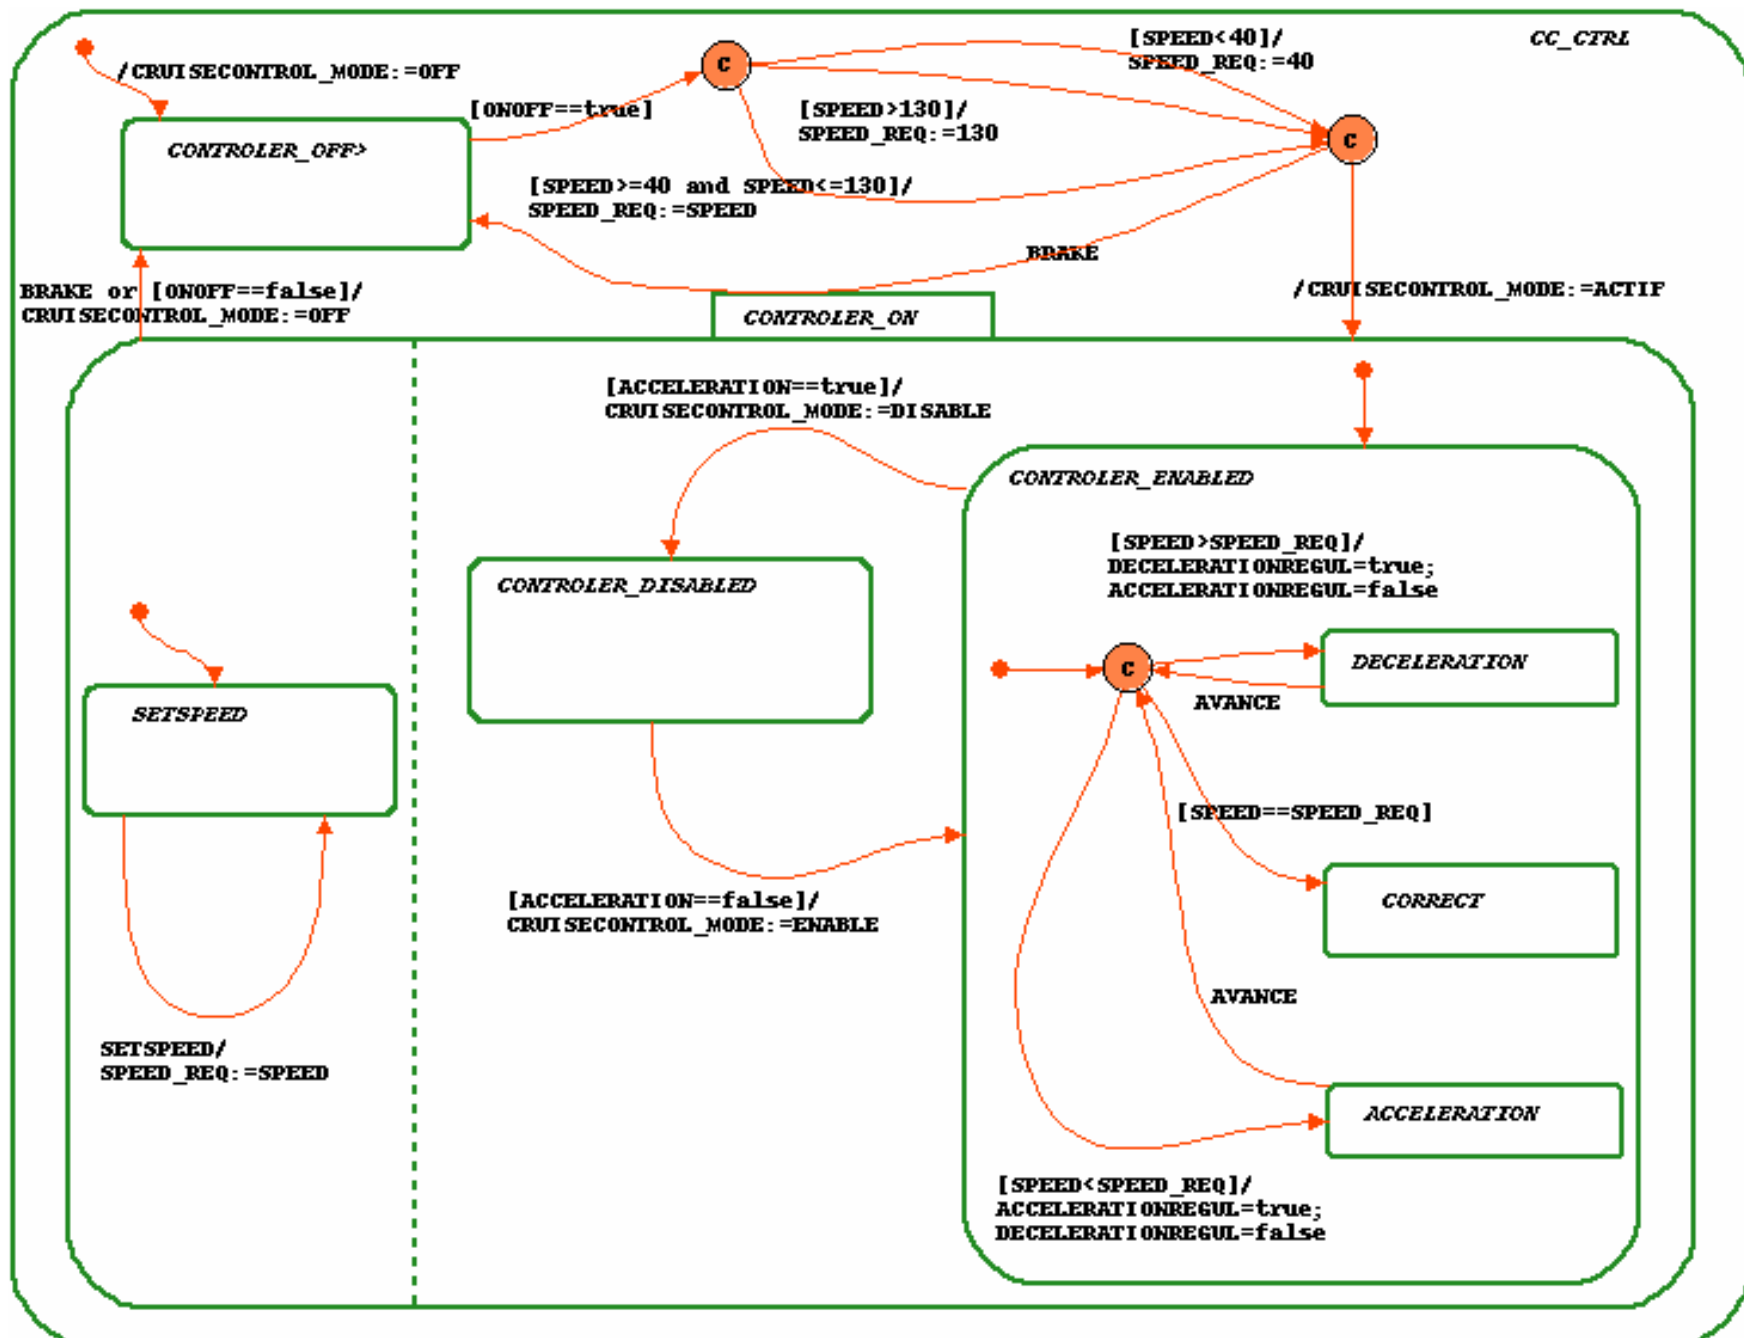 CC_CTRL
[SPEED<40]/
SPEED_REQ:=40
/CRUISECONTROL_MODE:=OFF
C
[ONOFF==true]
[SPEED>130]/
SPEED_REQ:=130
C
CONTROLER_OFF>
[SPEED>=40 and SPEED<=130]/
SPEED_REQ:=SPEED
BRAKE
BRAKE or [ONOFF==false]/
CRUISECONTROL_MODE:=OFF
/CRUISECONTROL_MODE:=ACTIF
CONTROLER_ON
[ACCELERATION==true]/
CRUISECONTROL_MODE:=DISABLE
CONTROLER_ENABLED
[SPEED>SPEED_REQ]/
DECELERATIONREGUL=true;
ACCELERATIONREGUL=false
CONTROLER_DISABLED
C
DECELERATION
AVANCE
SETSPEED
[SPEED==SPEED_REQ]
[ACCELERATION==false]/
CRUISECONTROL_MODE:=ENABLE
CORRECT
AVANCE
SETSPEED/
SPEED_REQ:=SPEED
ACCELERATION
[SPEED<SPEED_REQ]/
ACCELERATIONREGUL=true;
DECELERATIONREGUL=false